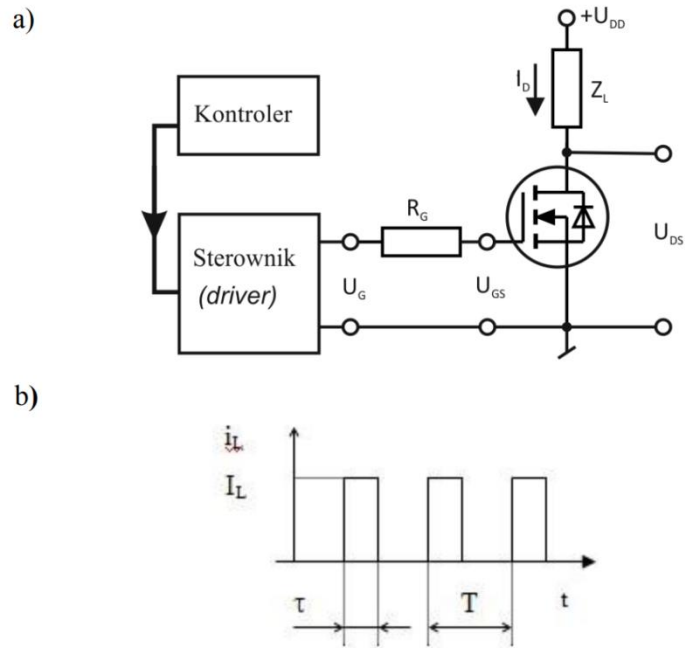 a)
+U_DD
I_D
Z_L
Kontroler
R_G
Sterownik
(driver)
U_G
U_GS
U_DS
b)
i_L
I_L
τ
T
t